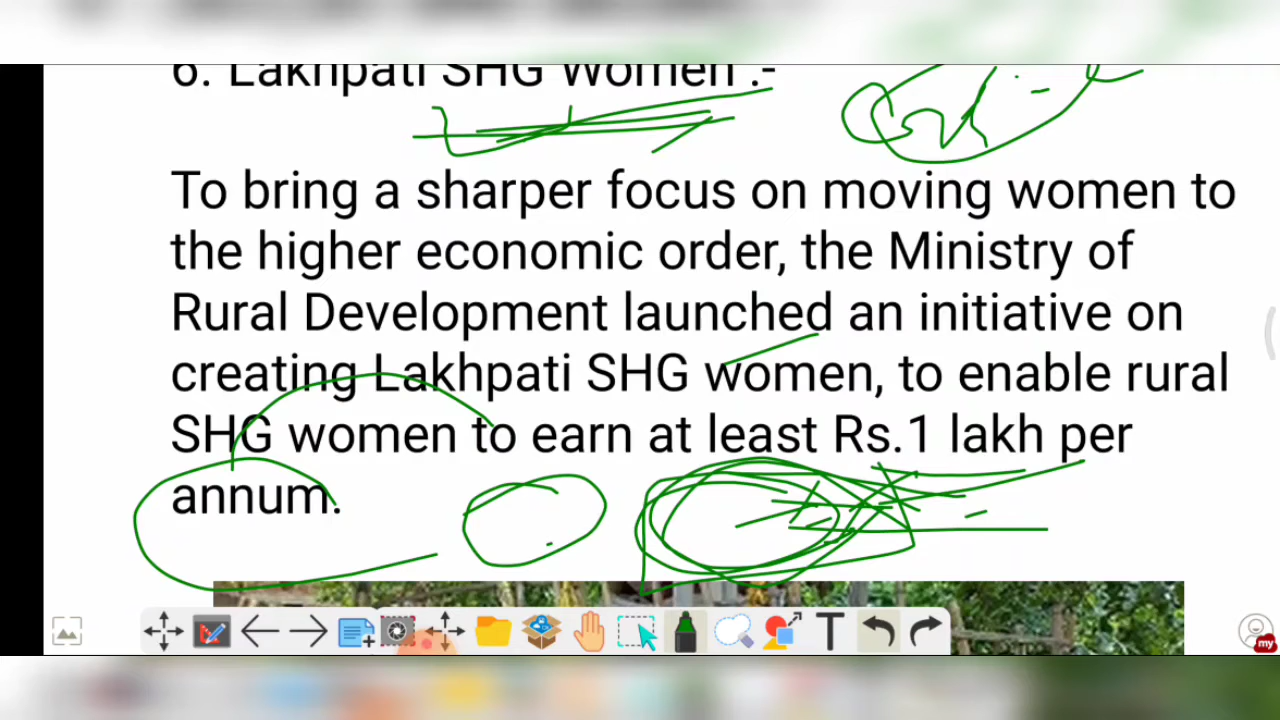 6. Lakhpati SHG Women :-
To bring a sharper focus on moving women to
the higher economic order, the Ministry of
Rural Development launched an initiative on
creating Lakhpati SHG women, to enable rural
SHG women to earn at least Rs.1 lakh per
annum.
T
my